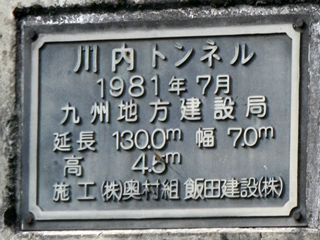 川内トンネル
1981年7月
九州地方建設局
延長 130.0m 幅 7.0m
高 4.6m
施工 (株)奥村組 飯田建設(株)